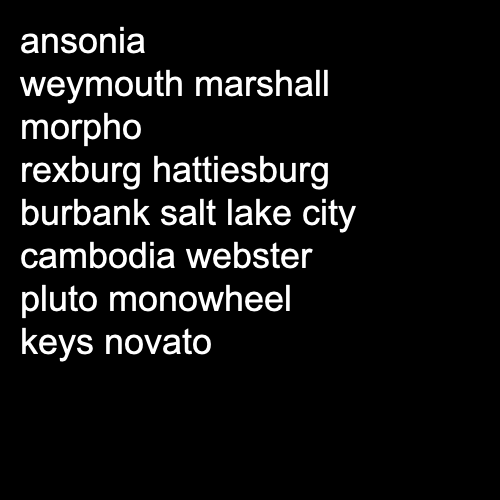 ansonia
weymouth marshall
morpho
rexburg hattiesburg
burbank salt lake city
cambodia webster
pluto monowheel
keys novato